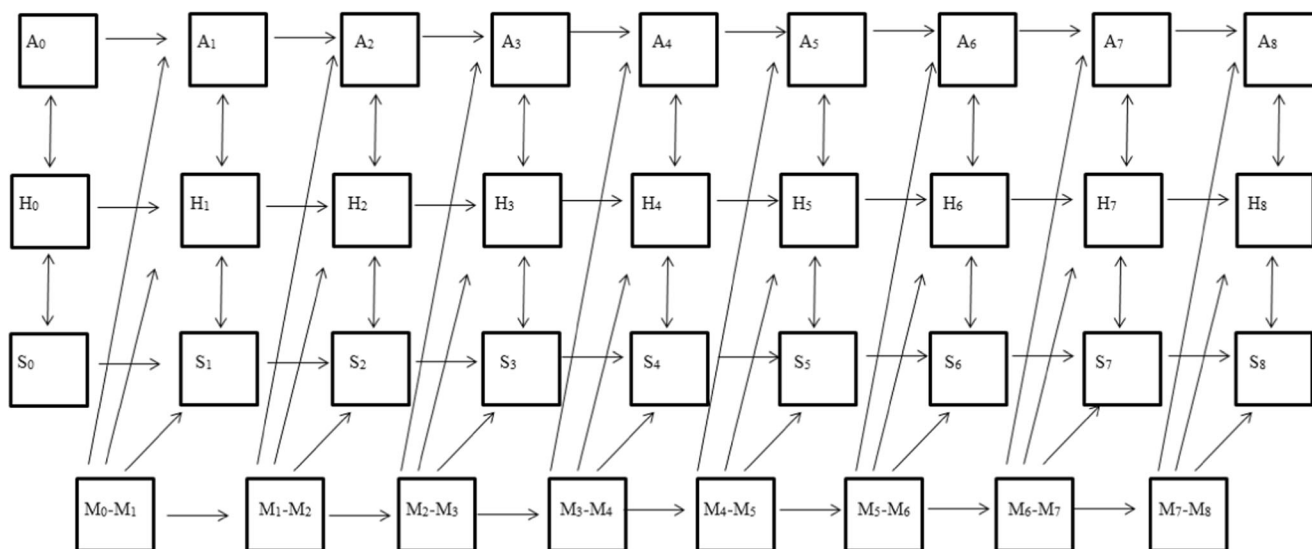 A₀ A₁ A₂ A₃ A₄ A₅ A₆ A₇ A₈
H₀ H₁ H₂ H₃ H₄ H₅ H₆ H₇ H₈
S₀ S₁ S₂ S₃ S₄ S₅ S₆ S₇ S₈
M₀-M₁ M₁-M₂ M₂-M₃ M₃-M₄ M₄-M₅ M₅-M₆ M₆-M₇ M₇-M₈